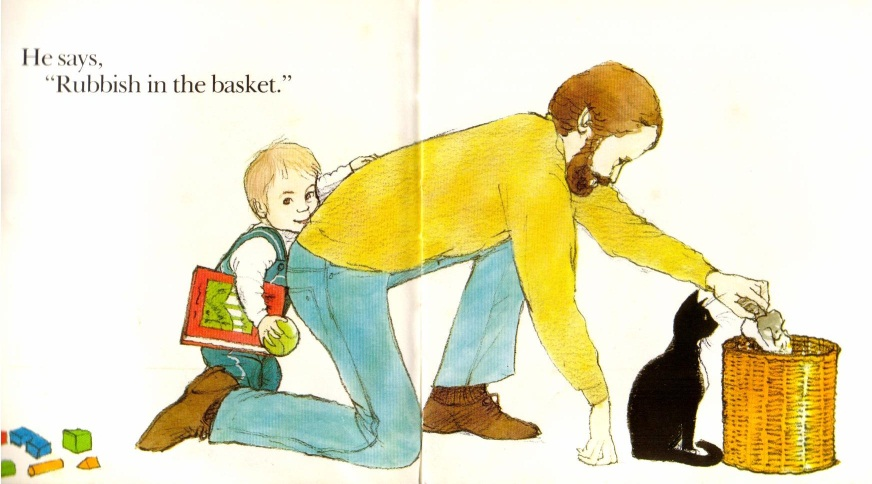 He says,
“Rubbish in the basket.”